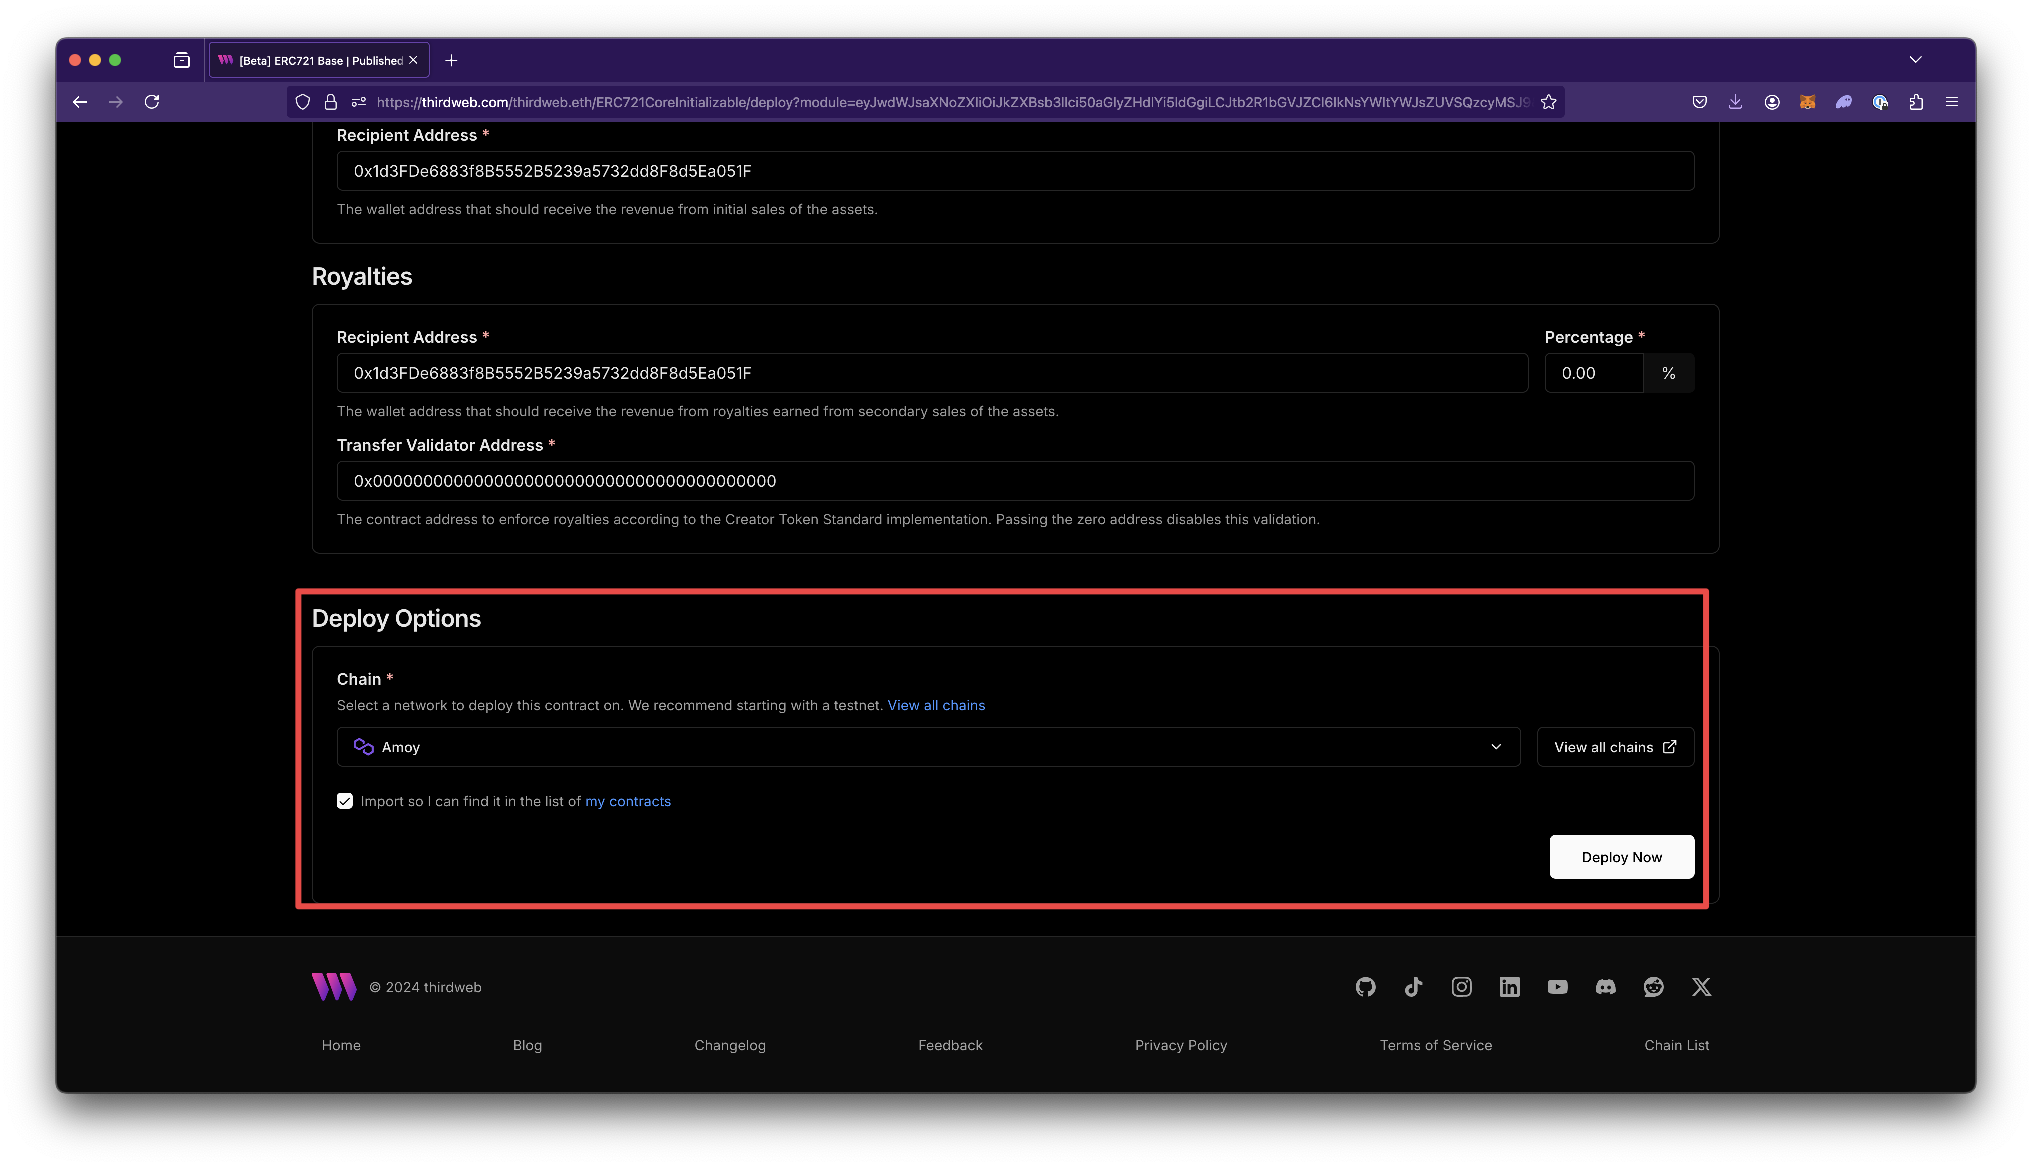 [Beta] ERC721 Base | Published
https://thirdweb.com/thirdweb.eth/ERC721CoreInitializable/deploy?module=
Recipient Address *
0x1d3FDe6883f8B5552B5239a5732dd8F8d5Ea051F
The wallet address that should receive the revenue from initial sales of the assets.
Royalties
Recipient Address *
Percentage *
0x1d3FDe6883f8B5552B5239a5732dd8F8d5Ea051F
0.00
%
The wallet address that should receive the revenue from royalties earned from secondary sales of the assets.
Transfer Validator Address *
0x0000000000000000000000000000000000000000
The contract address to enforce royalties according to the Creator Token Standard implementation. Passing the zero address disables this validation.
Deploy Options
Chain *
Select a network to deploy this contract on. We recommend starting with a testnet. View all chains
Amoy
View all chains
Import so I can find it in the list of my contracts
Deploy Now
© 2024 thirdweb
Home
Blog
Changelog
Feedback
Privacy Policy
Terms of Service
Chain List